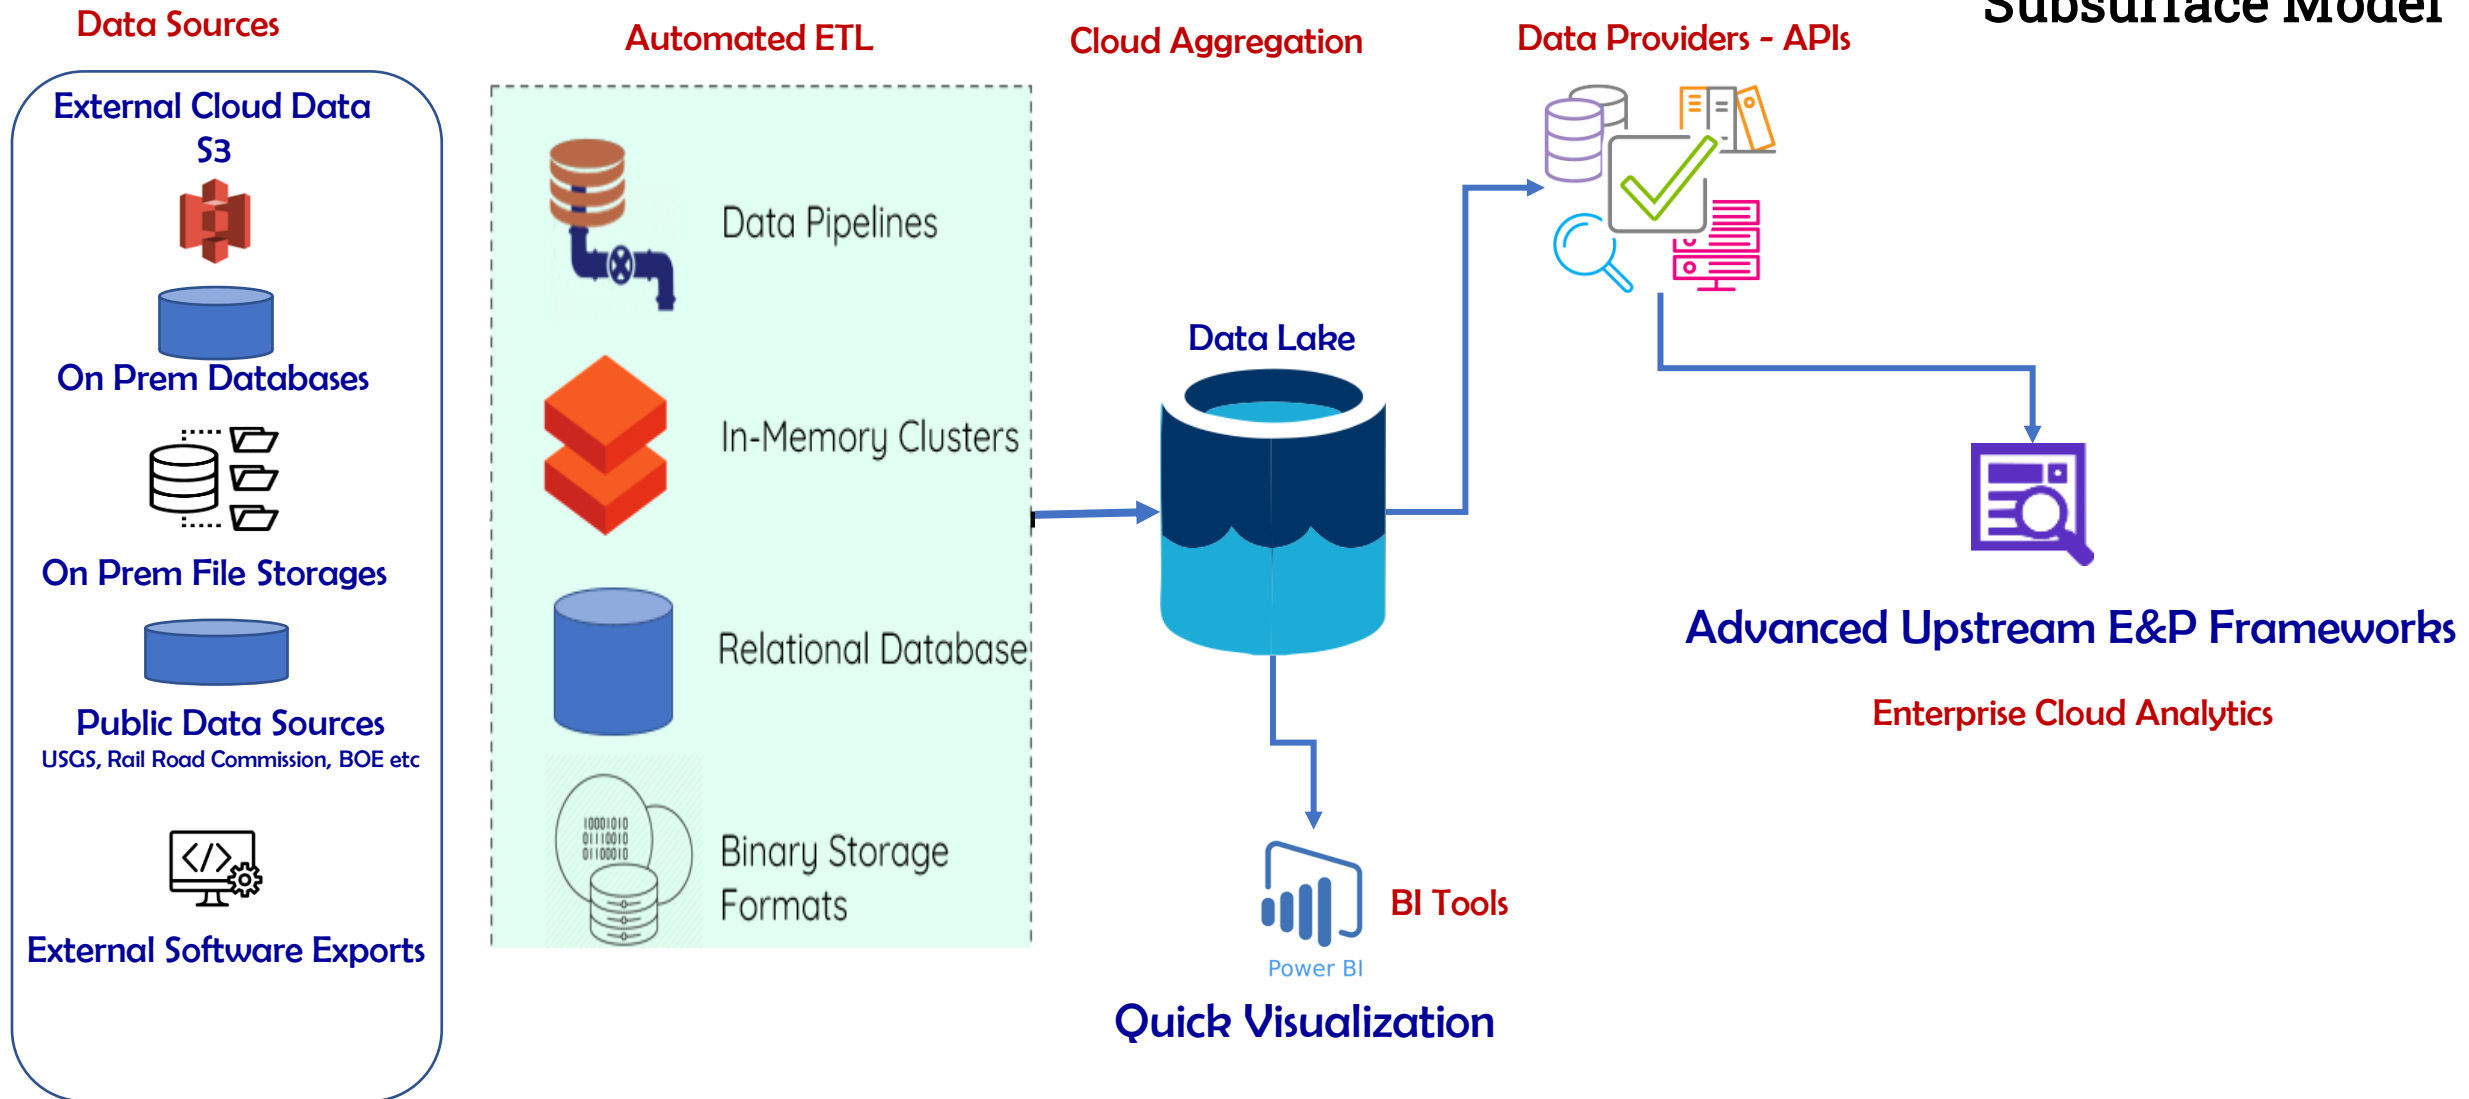 Subsurface Model
Data Sources
Automated ETL
Cloud Aggregation
Data Providers - APIs
External Cloud Data
S3
On Prem Databases
On Prem File Storages
Public Data Sources
USGS, Rail Road Commission, BOE etc
External Software Exports
Data Pipelines
In-Memory Clusters
Relational Database
10001010
01110010
01100010
Binary Storage
Formats
Data Lake
Power BI
BI Tools
Quick Visualization
Advanced Upstream E&P Frameworks
Enterprise Cloud Analytics